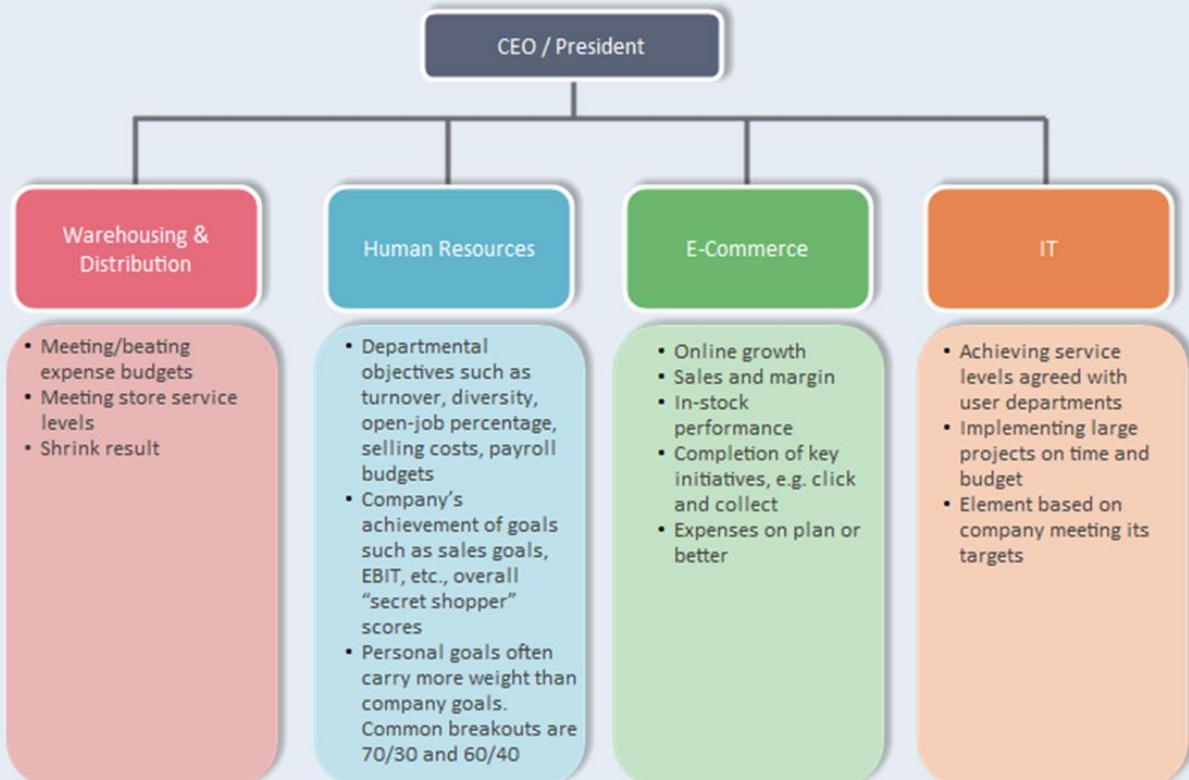 CEO / President
Warehousing &
Distribution
Human Resources
E-Commerce
IT
• Meeting/beating
expense budgets
• Meeting store service
levels
• Shrink result
• Departmental
objectives such as
turnover, diversity,
open-job percentage,
selling costs, payroll
budgets
• Company’s
achievement of goals
such as sales goals,
EBIT, etc., overall
“secret shopper”
scores
• Personal goals often
carry more weight than
company goals.
Common breakouts are
70/30 and 60/40
• Online growth
• Sales and margin
• In-stock
performance
• Completion of key
initiatives, e.g. click
and collect
• Expenses on plan or
better
• Achieving service
levels agreed with
user departments
• Implementing large
projects on time and
budget
• Element based on
company meeting its
targets